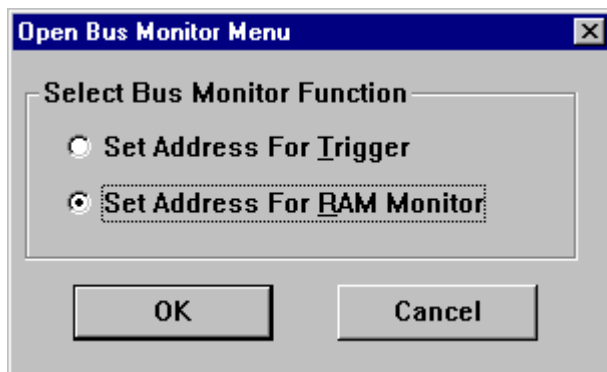 Open Bus Monitor Menu
Select Bus Monitor Function
Set Address For Trigger
Set Address For RAM Monitor
OK
Cancel